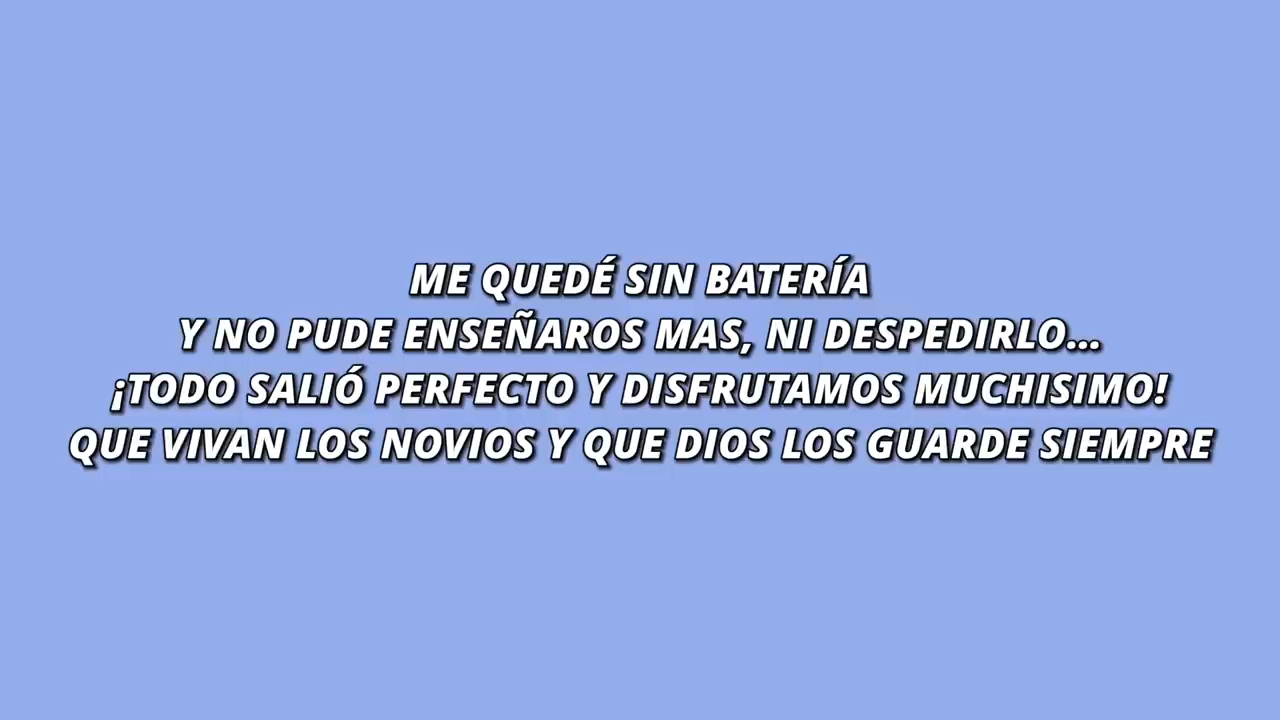 ME QUEDÉ SIN BATERÍA
Y NO PUDE ENSEÑAROS MAS, NI DESPEDIRLO...
¡TODO SALIÓ PERFECTO Y DISFRUTAMOS MUCHISIMO!
QUE VIVAN LOS NOVIOS Y QUE DIOS LOS GUARDE SIEMPRE